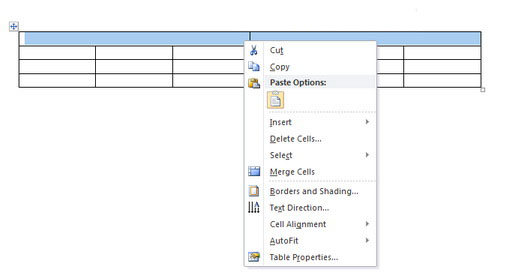 Cut
Copy
Paste Options:
Insert
Delete Cells...
Select
Merge Cells
Borders and Shading...
Text Direction...
Cell Alignment
AutoFit
Table Properties...